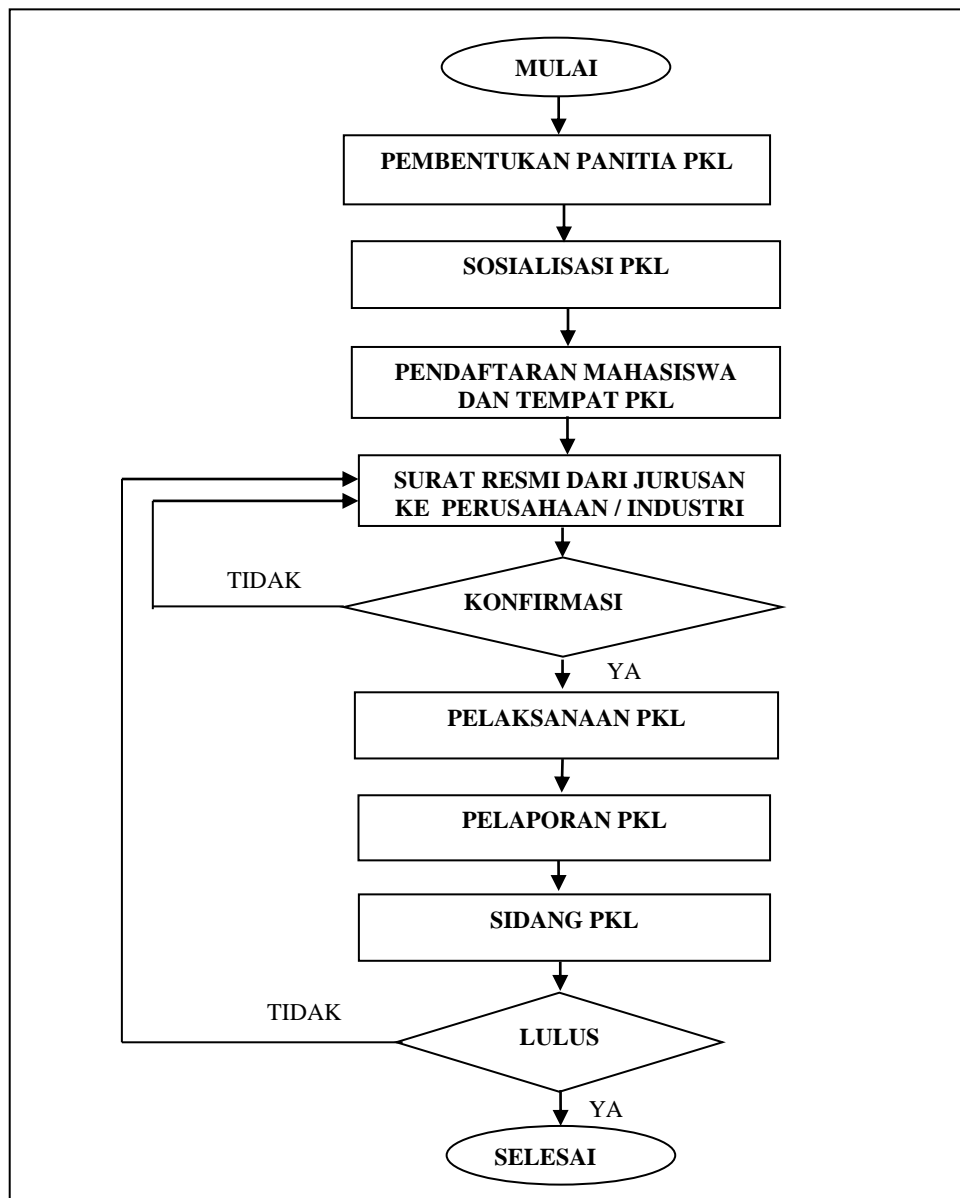 MULAI
PEMBENTUKAN PANITIA PKL
SOSIALISASI PKL
PENDAFTARAN MAHASISWA
DAN TEMPAT PKL
SURAT RESMI DARI JURUSAN
KE PERUSAHAAN / INDUSTRI
TIDAK
KONFIRMASI
YA
PELAKSANAAN PKL
PELAPORAN PKL
SIDANG PKL
TIDAK
LULUS
YA
SELESAI